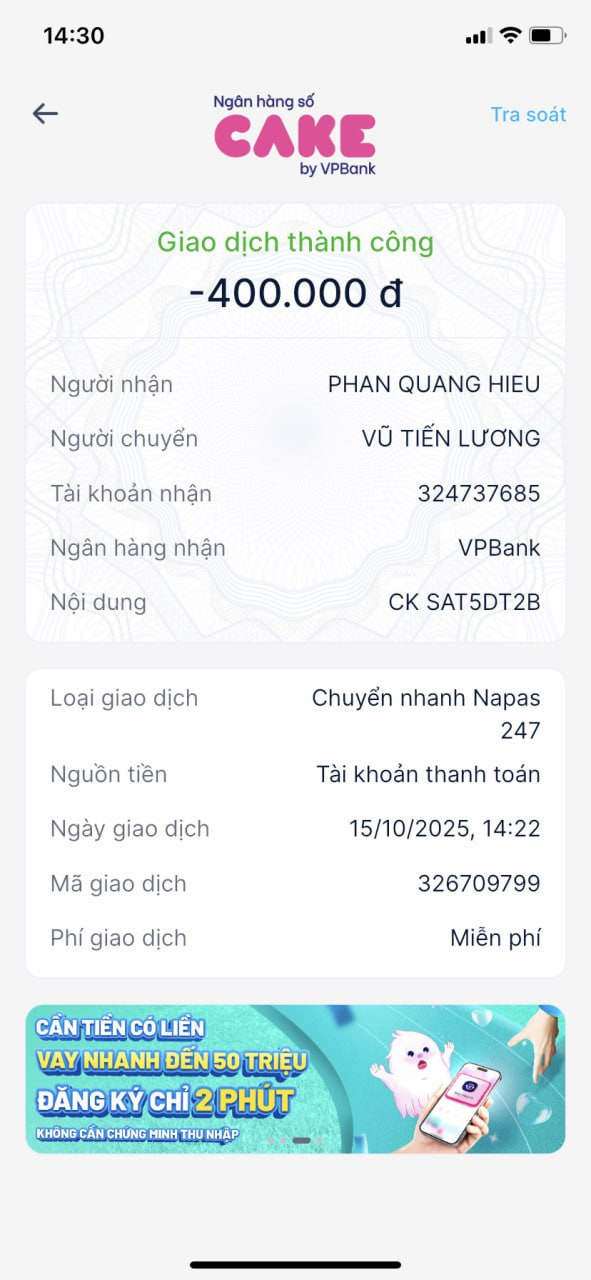 14:30
Ngân hàng số
CAKE
by VPBank
Tra soát
Giao dịch thành công
-400.000 đ
Người nhận PHAN QUANG HIEU
Người chuyển VŨ TIẾN LƯƠNG
Tài khoản nhận 324737685
Ngân hàng nhận VPBank
Nội dung CK SAT5DT2B
Loại giao dịch Chuyển nhanh Napas
247
Nguồn tiền Tài khoản thanh toán
Ngày giao dịch 15/10/2025, 14:22
Mã giao dịch 326709799
Phí giao dịch Miễn phí
CẦN TIỀN CÓ LIỀN
VAY NHANH ĐẾN 50 TRIỆU
ĐĂNG KÝ CHỈ 2 PHÚT
KHÔNG CẦN CHỨNG MINH THU NHẬP